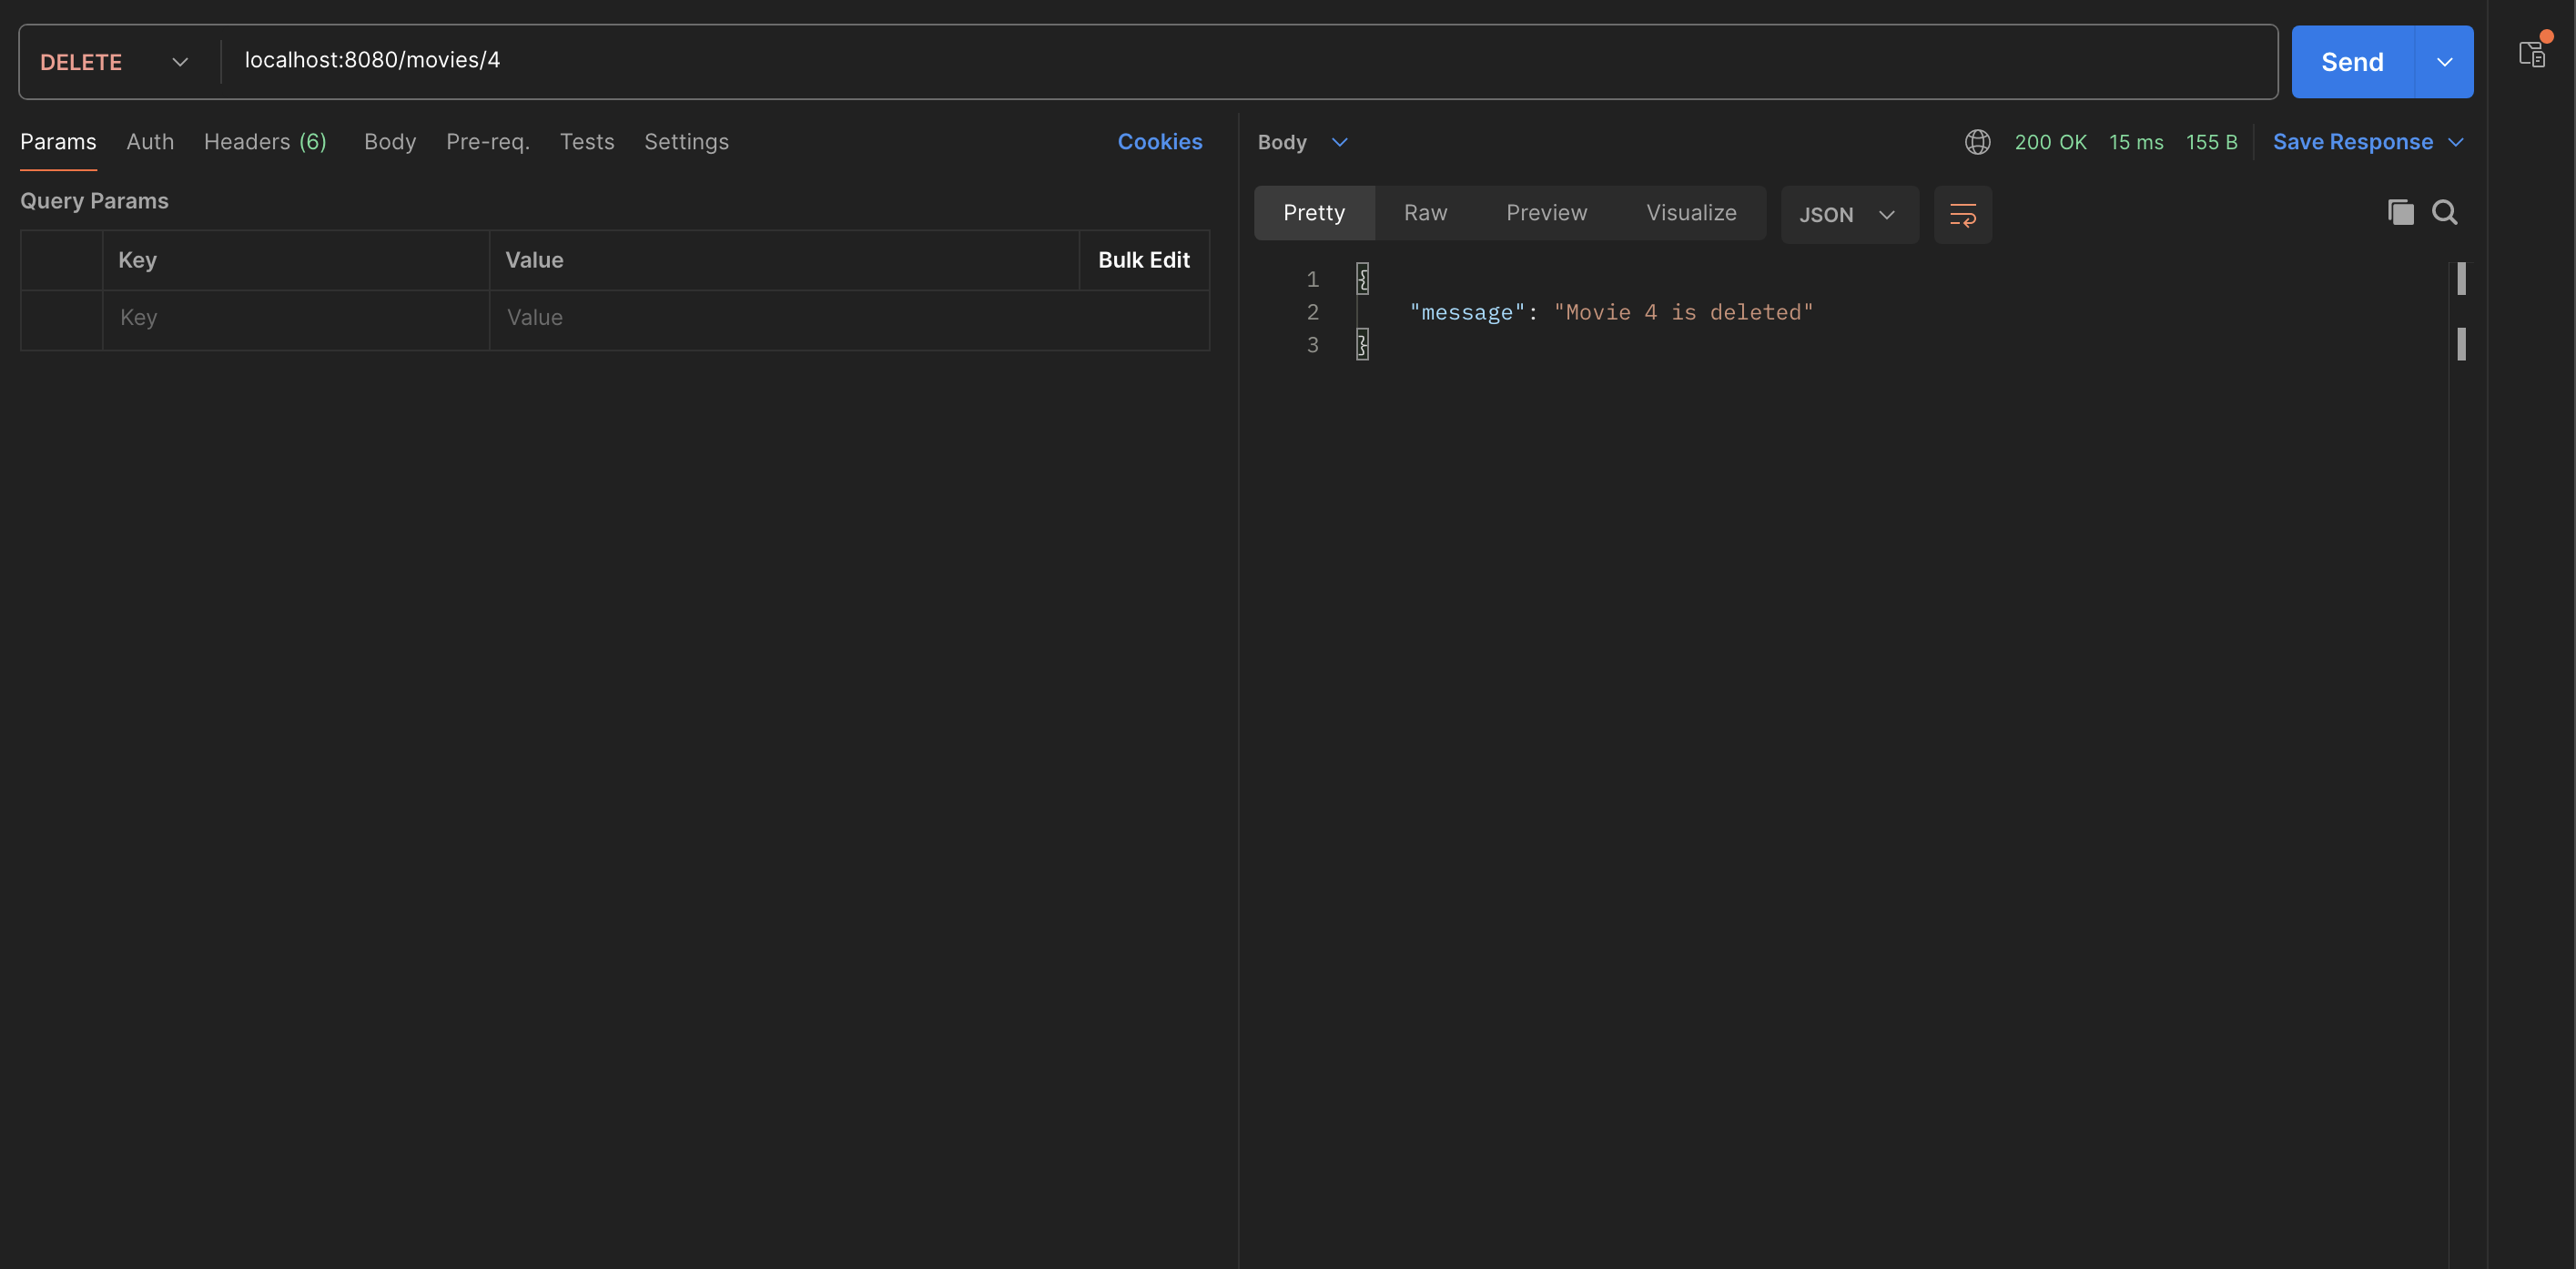 DELETE localhost:8080/movies/4 Send
Params Auth Headers (6) Body Pre-req. Tests Settings Cookies
Query Params
Key Value Bulk Edit
Key Value
Body 200 OK 15 ms 155 B Save Response
Pretty Raw Preview Visualize JSON
1 {
2 "message": "Movie 4 is deleted"
3 }